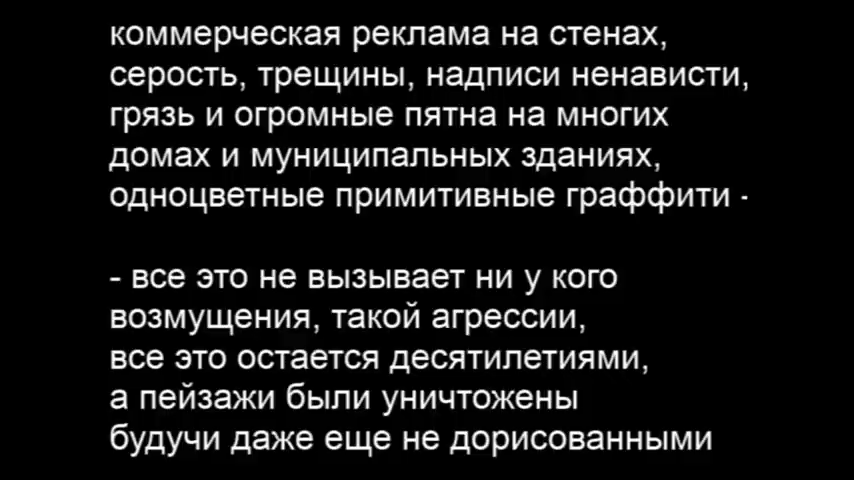 коммерческая реклама на стенах,
серость, трещины, надписи ненависти,
грязь и огромные пятна на многих
домах и муниципальных зданиях,
одноцветные примитивные граффити -
- все это не вызывает ни у кого
возмущения, такой агрессии,
все это остается десятилетиями,
а пейзажи были уничтожены
будучи даже еще не дорисованными